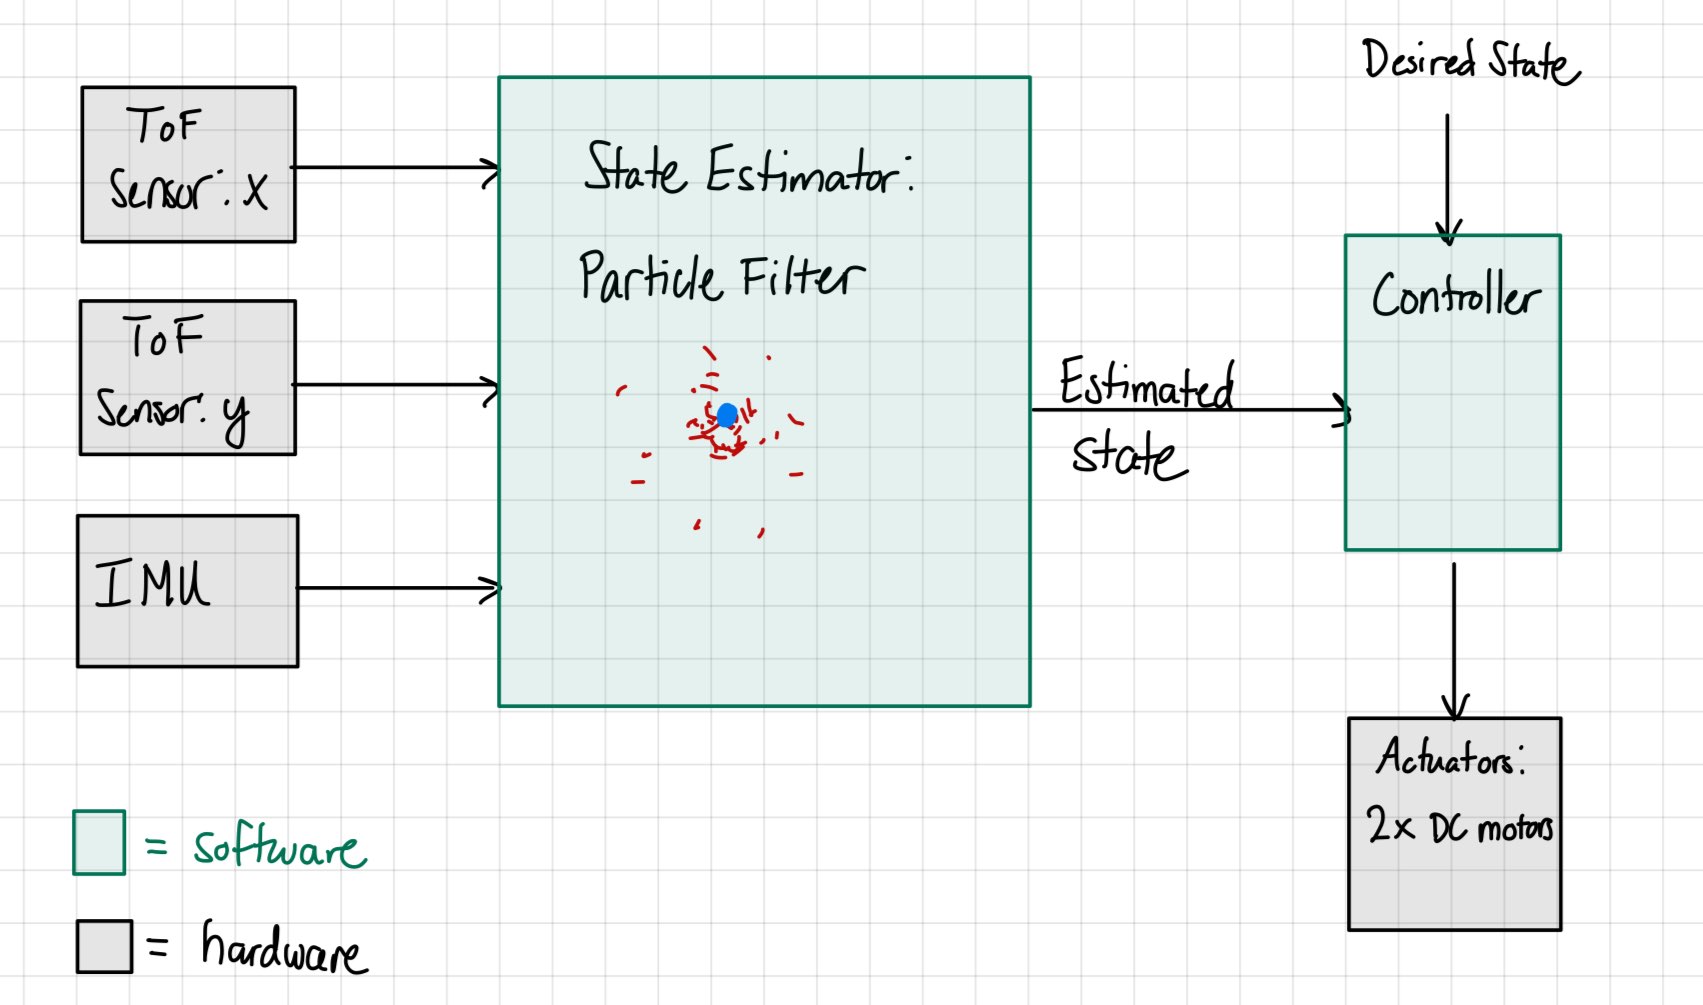 ToF
Sensor: x
ToF
Sensor: y
IMU
State Estimator:
Particle Filter
Estimated
State
Desired State
Controller
Actuators:
2x DC motors
= software
= hardware